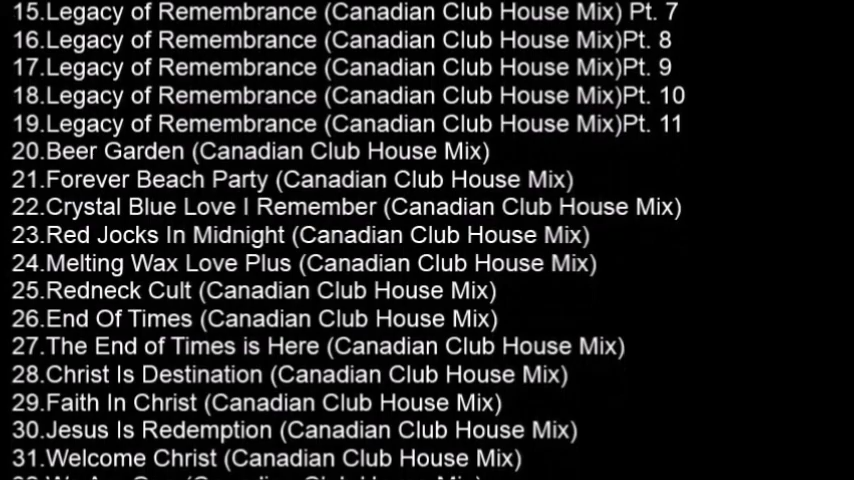 15.Legacy of Remembrance (Canadian Club House Mix) Pt. 7
16.Legacy of Remembrance (Canadian Club House Mix)Pt. 8
17.Legacy of Remembrance (Canadian Club House Mix)Pt. 9
18.Legacy of Remembrance (Canadian Club House Mix)Pt. 10
19.Legacy of Remembrance (Canadian Club House Mix)Pt. 11
20.Beer Garden (Canadian Club House Mix)
21.Forever Beach Party (Canadian Club House Mix)
22.Crystal Blue Love I Remember (Canadian Club House Mix)
23.Red Jocks In Midnight (Canadian Club House Mix)
24.Melting Wax Love Plus (Canadian Club House Mix)
25.Redneck Cult (Canadian Club House Mix)
26.End Of Times (Canadian Club House Mix)
27.The End of Times is Here (Canadian Club House Mix)
28.Christ Is Destination (Canadian Club House Mix)
29.Faith In Christ (Canadian Club House Mix)
30.Jesus Is Redemption (Canadian Club House Mix)
31.Welcome Christ (Canadian Club House Mix)
(Canadian Club House Mix)